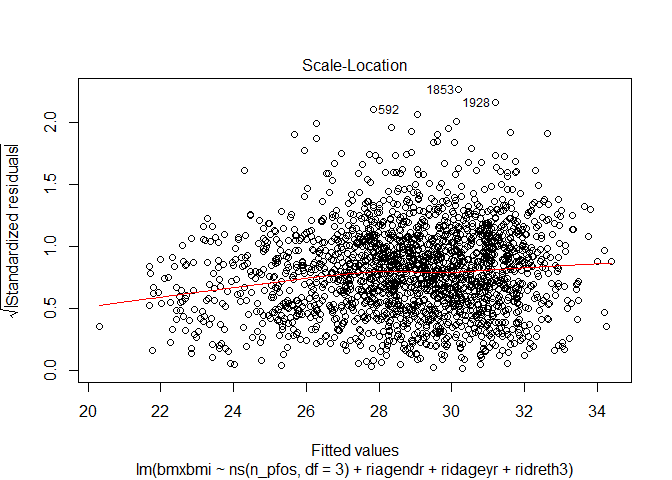 Scale-Location
√|Standardized residuals|
2.0
1.5
1.0
0.5
0.0
1853
1928
592
20 22 24 26 28 30 32 34
Fitted values
lm(bmxbmi ~ ns(n_pfos, df = 3) + riagendr + ridageyr + ridreth3)